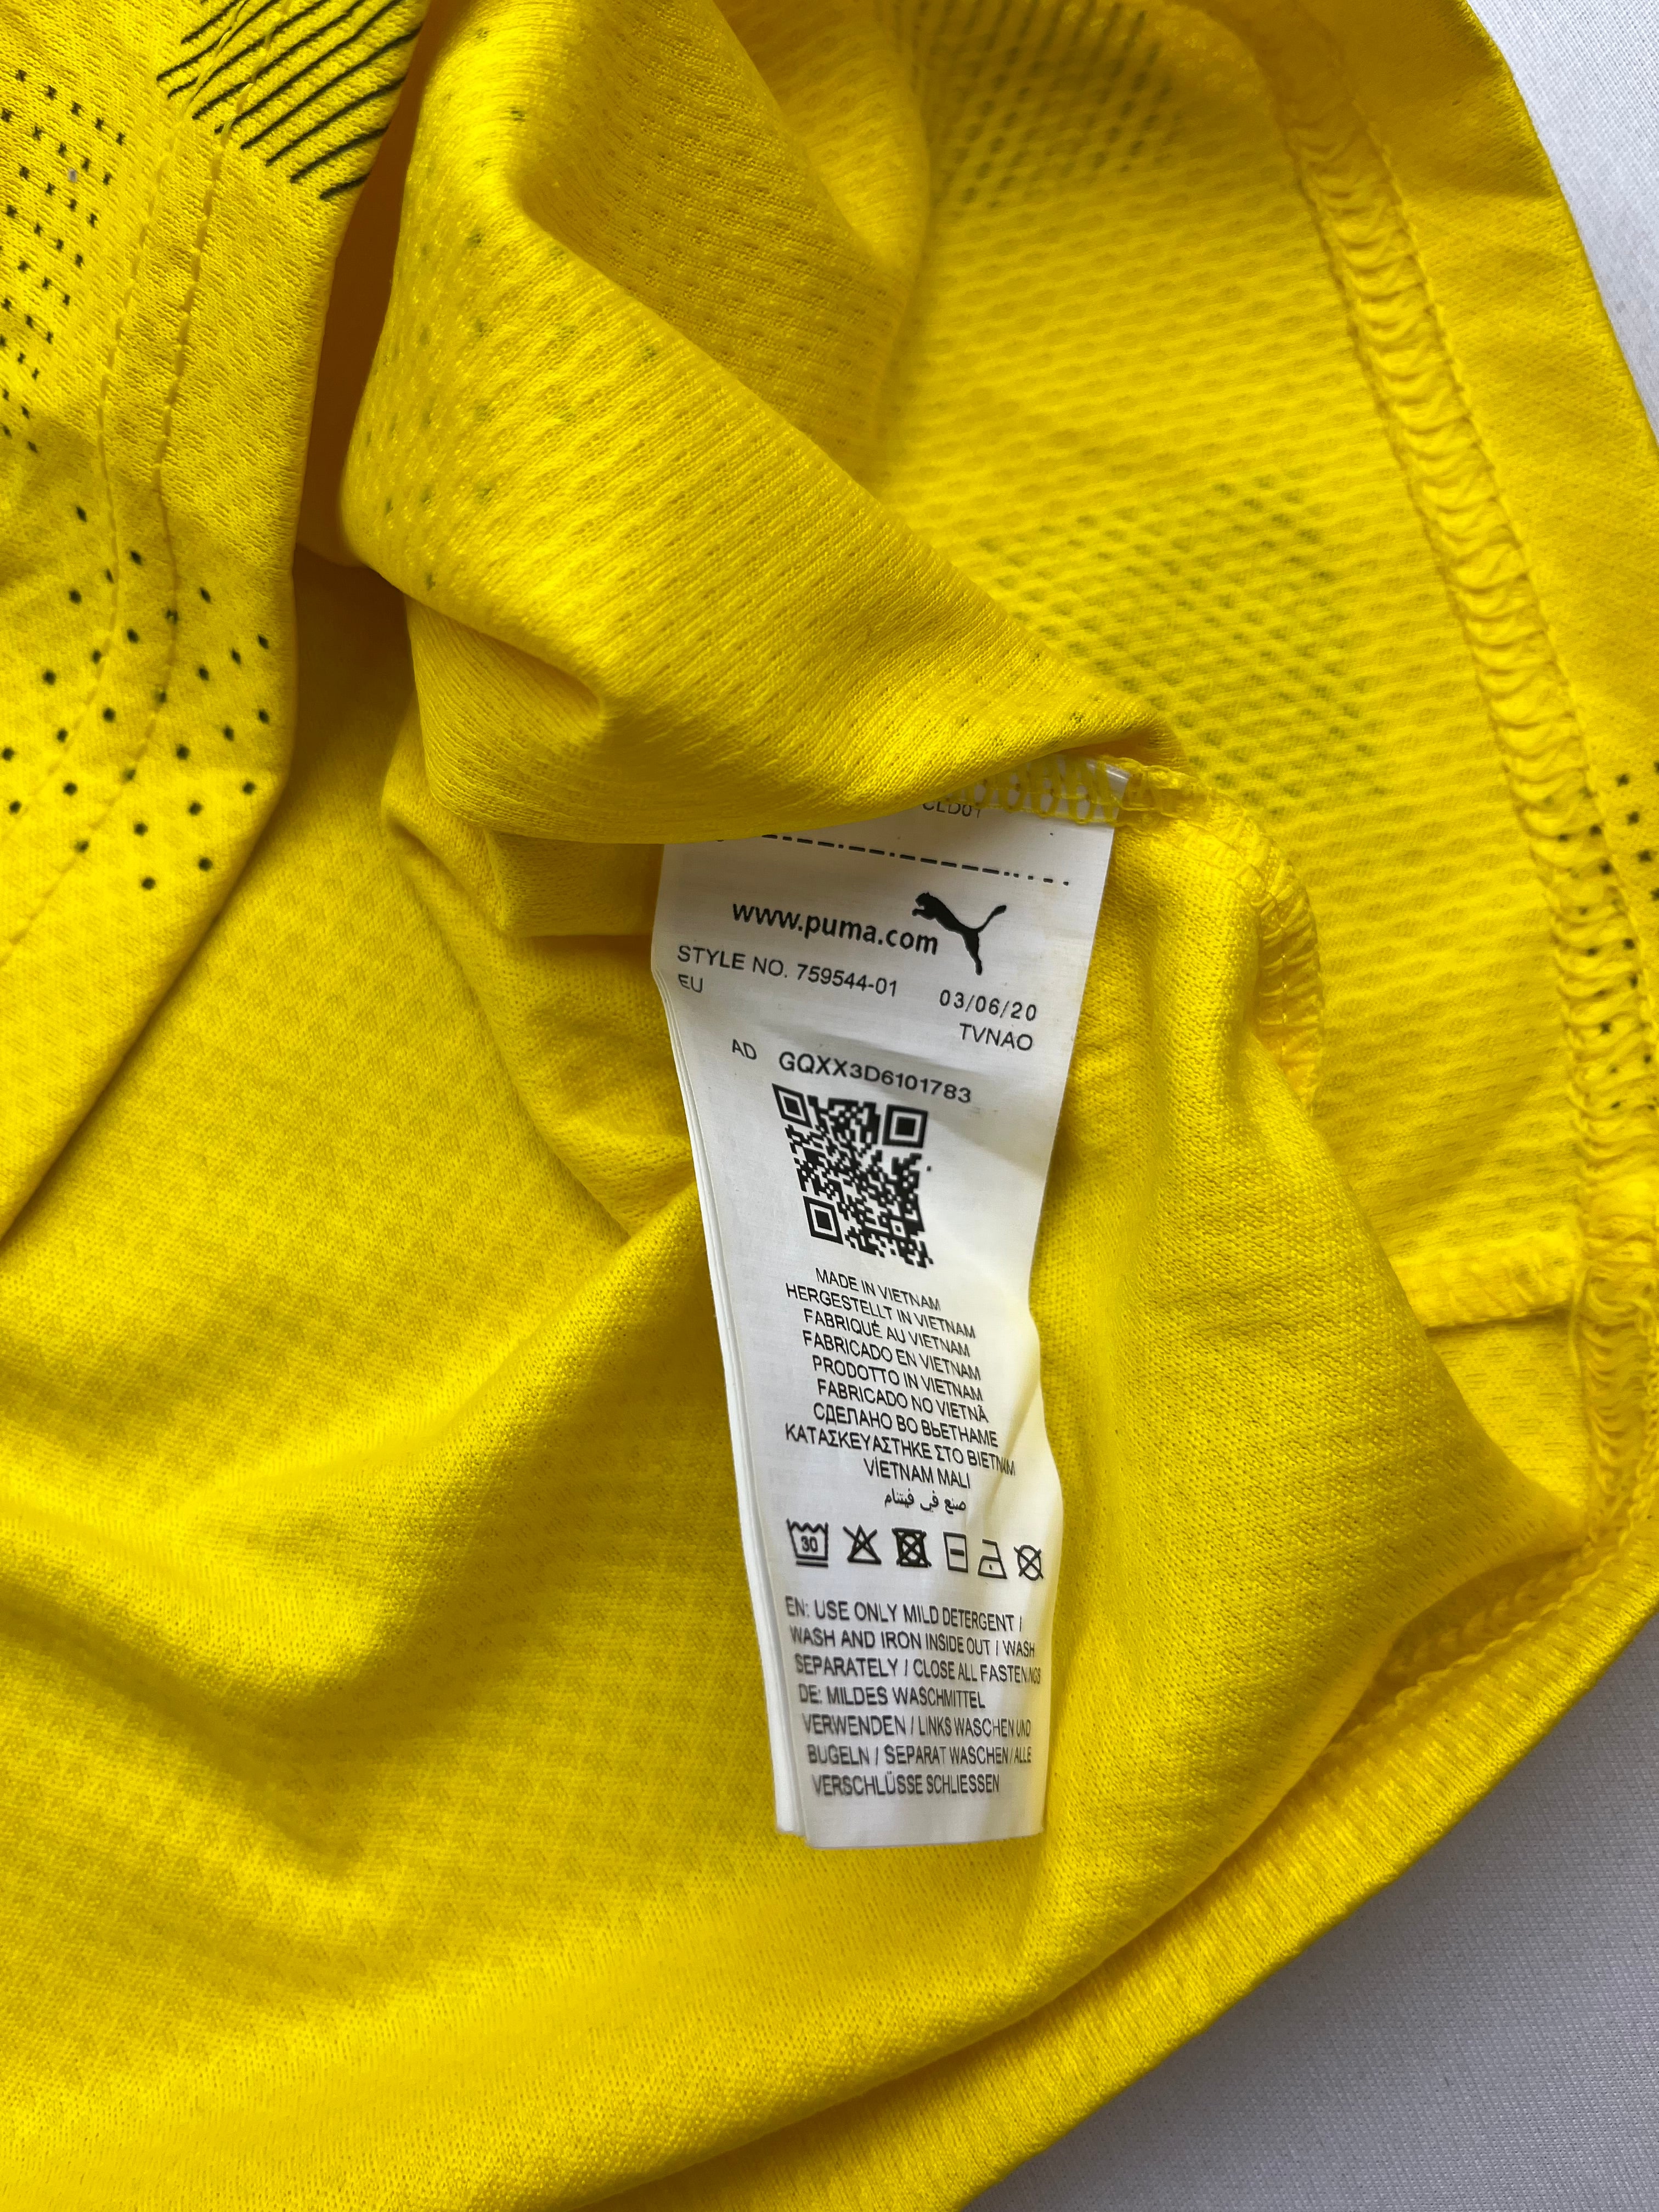 CLD01
www.puma.com
STYLE NO. 759544-01
EU
03/06/20
TVNAO
AD GQXX3D6101783
MADE IN VIETNAM
HERGESTELLT IN VIETNAM
FABRIQUÉ AU VIETNAM
FABRICADO EN VIETNAM
PRODOTTO IN VIETNAM
FABRICADO NO VIETNÃ
СДЕЛАНО ВО ВЬЕТНАМЕ
ΚΑΤΑΣΚΕΥΑΣΤΗΚΕ ΣΤΟ ΒΙΕΤΝΑΜ
VİETNAM MALI
صنع في فيتنام
30
EN: USE ONLY MILD DETERGENT /
WASH AND IRON INSIDE OUT / WASH
SEPARATELY / CLOSE ALL FASTENINGS
DE: MILDES WASCHMITTEL
VERWENDEN / LINKS WASCHEN UND
BÜGELN / SEPARAT WASCHEN / ALLE
VERSCHLÜSSE SCHLIESSEN